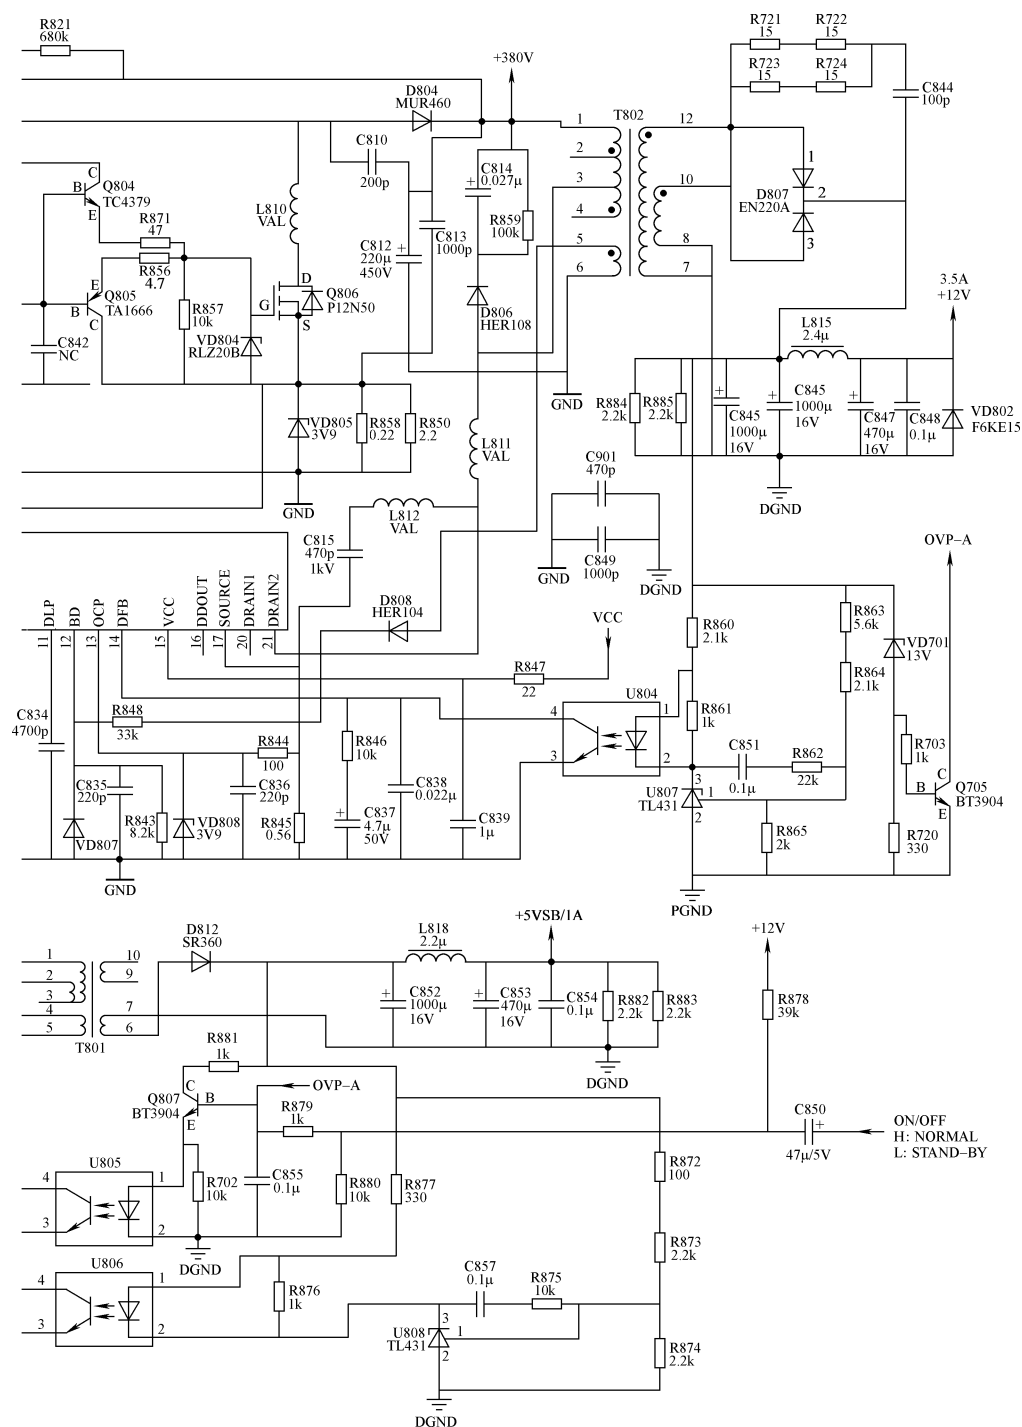 R821
680k
+380V
D804
MUR460
R721
15
R722
15
R723
15
R724
15
C844
100p
T802
1
2
3
4
5
6
12
10
8
7
C810
200p
C814
0.027μ
+
R859
100k
D807
EN220A
1
2
3
C
B
E
Q804
TC4379
R871
47
R856
4.7
L810
VAL
C812
220μ
450V
+
C813
1000p
E
B
C
Q805
TA1666
R857
10k
D
G
S
Q806
P12N50
D806
HER108
VD804
RLZ20B
C842
NC
3.5A
+12V
L815
2.4μ
GND
R884
2.2k
R885
2.2k
+
C845
1000μ
16V
+
C845
1000μ
16V
+
C847
470μ
16V
C848
0.1μ
VD802
F6KE15
VD805
3V9
R858
0.22
R850
2.2
L811
VAL
GND
DGND
C901
470p
C849
1000p
GND
DGND
L812
VAL
C815
470p
1kV
OVP-A
DLP
BD
OCP
DFB
VCC
DDOUT
SOURCE
DRAIN1
DRAIN2
11
12
13
14
15
16
17
20
21
D808
HER104
VCC
R847
22
R860
2.1k
R863
5.6k
VD701
13V
R864
2.1k
C834
4700p
R848
33k
U804
4
3
1
2
R861
1k
C851
0.1μ
R862
22k
R703
1k
C
B
E
Q705
BT3904
R844
100
R846
10k
C835
220p
C836
220p
C838
0.022μ
U807
TL431
3
1
2
VD807
R843
8.2k
VD808
3V9
R845
0.56
+
C837
4.7μ
50V
C839
1μ
R865
2k
R720
330
GND
PGND
D812
SR360
L818
2.2μ
+5VSB/1A
+12V
1
2
3
4
5
10
9
7
6
T801
+
C852
1000μ
16V
+
C853
470μ
16V
C854
0.1μ
R882
2.2k
R883
2.2k
R878
39k
DGND
R881
1k
OVP-A
C
B
E
Q807
BT3904
R879
1k
C850
+
47μ/5V
ON/OFF
H: NORMAL
L: STAND-BY
U805
4
3
1
2
R702
10k
C855
0.1μ
R880
10k
R877
330
R872
100
DGND
R873
2.2k
U806
4
3
1
2
R876
1k
C857
0.1μ
R875
10k
U808
TL431
3
1
2
R874
2.2k
DGND